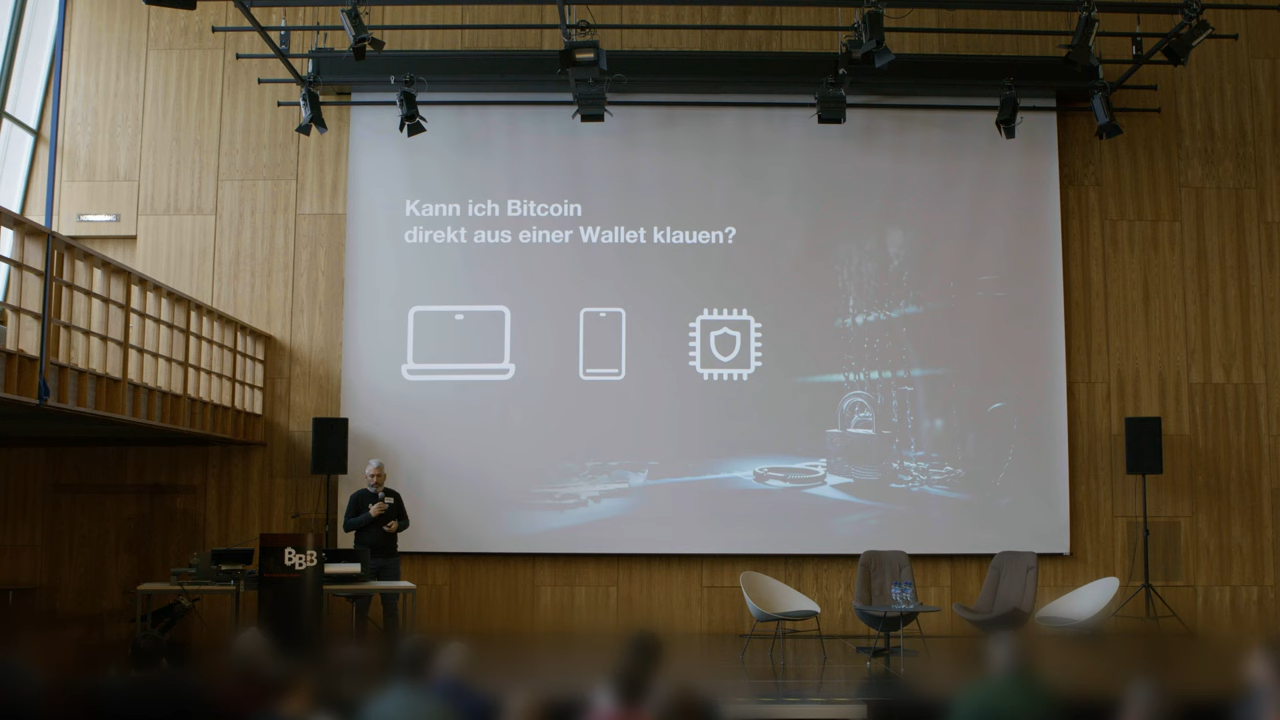 Kann ich Bitcoin
direkt aus einer Wallet klauen?
BBB